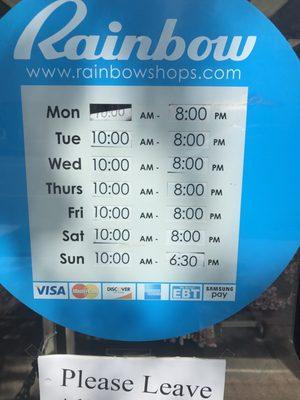 Rainbow
www.rainbowshops.com
Mon 10:00 AM - 8:00 PM
Tue 10:00 AM - 8:00 PM
Wed 10:00 AM - 8:00 PM
Thurs 10:00 AM - 8:00 PM
Fri 10:00 AM - 8:00 PM
Sat 10:00 AM - 8:00 PM
Sun 10:00 AM - 6:30 PM
VISA MasterCard DISCOVER EBT SAMSUNG pay
Please Leave